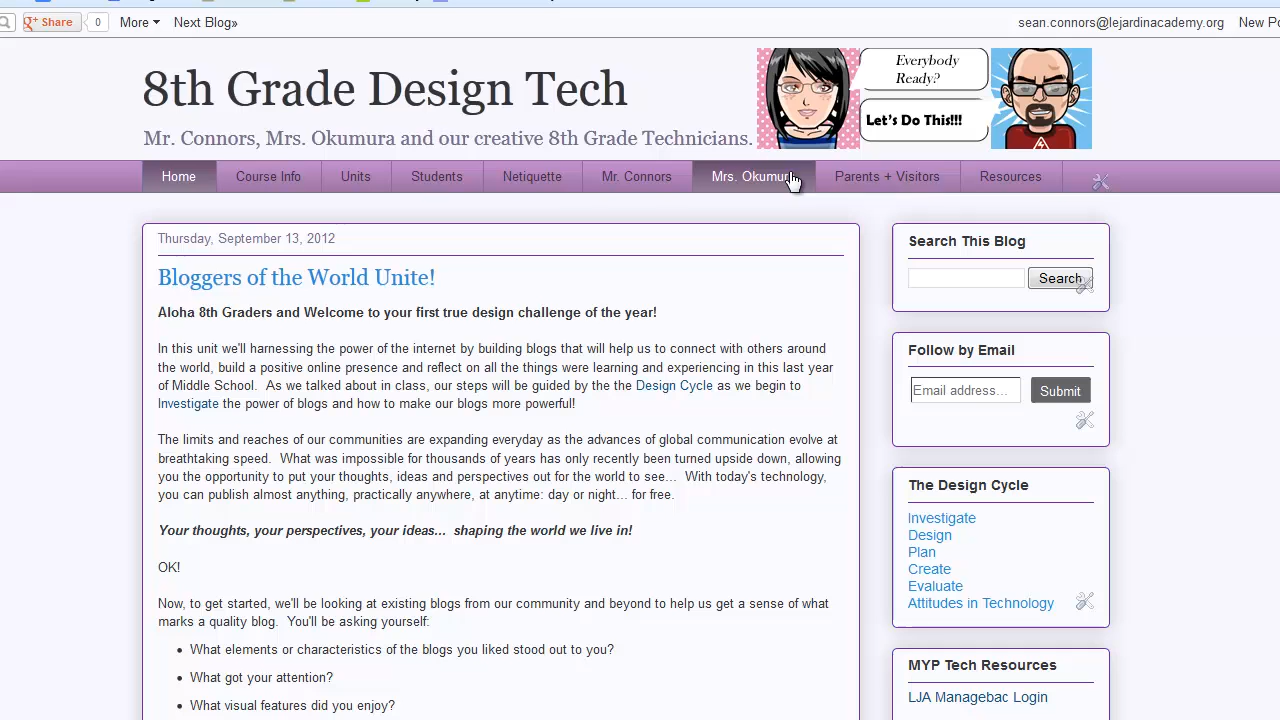 Share
0
More
Next Blog»
sean.connors@lejardinacademy.org
New Po
8th Grade Design Tech
Mr. Connors, Mrs. Okumura and our creative 8th Grade Technicians.
Everybody
Ready?
Let's Do This!!!
Home
Course Info
Units
Students
Netiquette
Mr. Connors
Mrs. Okumura
Parents + Visitors
Resources
Thursday, September 13, 2012
Bloggers of the World Unite!
Aloha 8th Graders and Welcome to your first true design challenge of the year!
In this unit we'll harnessing the power of the internet by building blogs that will help us to connect with others around
the world, build a positive online presence and reflect on all the things were learning and experiencing in this last year
of Middle School. As we talked about in class, our steps will be guided by the the Design Cycle as we begin to
Investigate the power of blogs and how to make our blogs more powerful!
The limits and reaches of our communities are expanding everyday as the advances of global communication evolve at
breathtaking speed. What was impossible for thousands of years has only recently been turned upside down, allowing
you the opportunity to put your thoughts, ideas and perspectives out for the world to see... With today's technology,
you can publish almost anything, practically anywhere, at anytime: day or night... for free.
Your thoughts, your perspectives, your ideas... shaping the world we live in!
OK!
Now, to get started, we'll be looking at existing blogs from our community and beyond to help us get a sense of what
marks a quality blog. You'll be asking yourself:
• What elements or characteristics of the blogs you liked stood out to you?
• What got your attention?
• What visual features did you enjoy?
Search This Blog
Search
Follow by Email
Email address...
Submit
The Design Cycle
Investigate
Design
Plan
Create
Evaluate
Attitudes in Technology
MYP Tech Resources
LJA Managebac Login